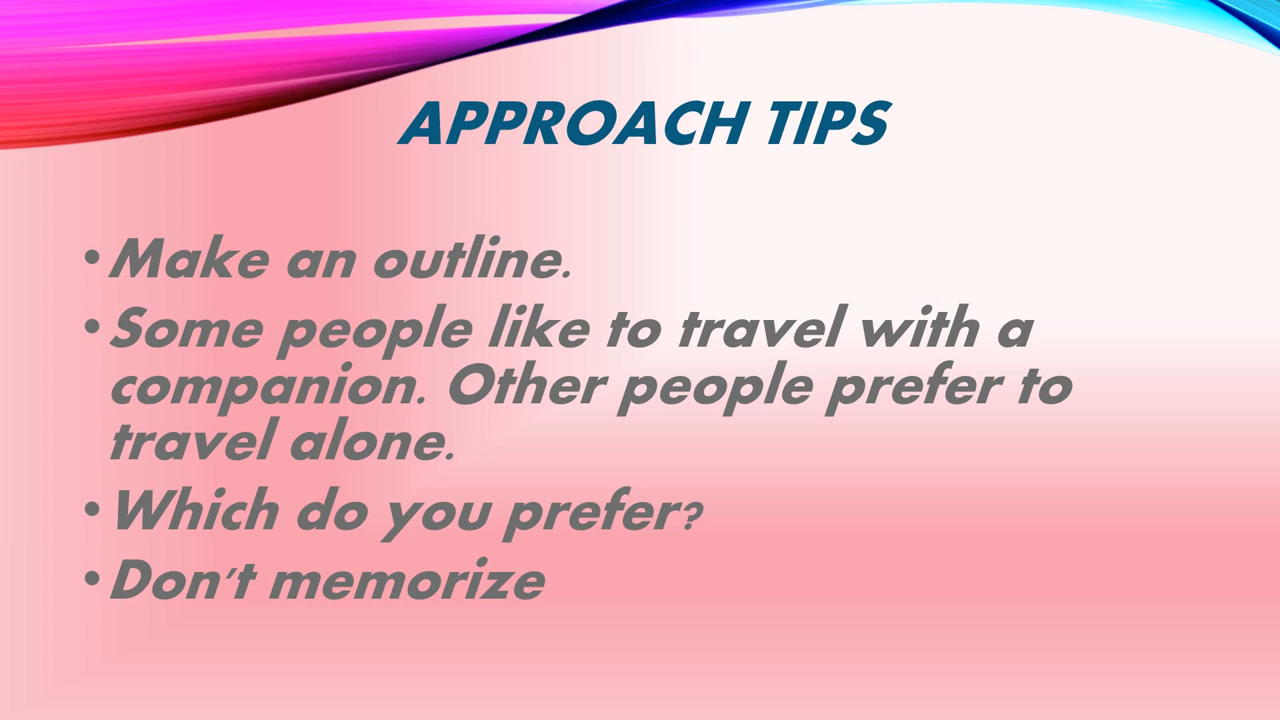 APPROACH TIPS
• Make an outline.
• Some people like to travel with a
companion. Other people prefer to
travel alone.
• Which do you prefer?
• Don't memorize